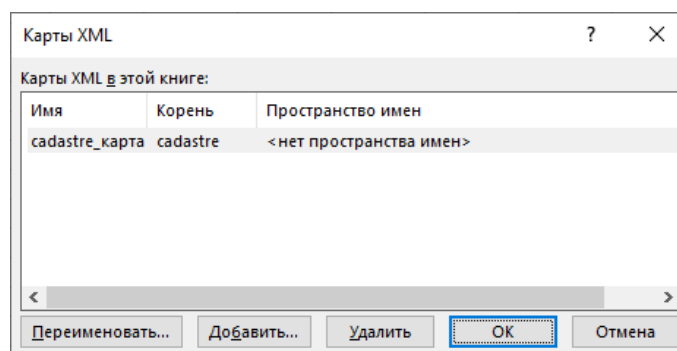 Карты XML ? ×
Карты XML в этой книге:
Имя Корень Пространство имен
cadastre_карта cadastre <нет пространства имен>
Переименовать... Добавить... Удалить ОК Отмена